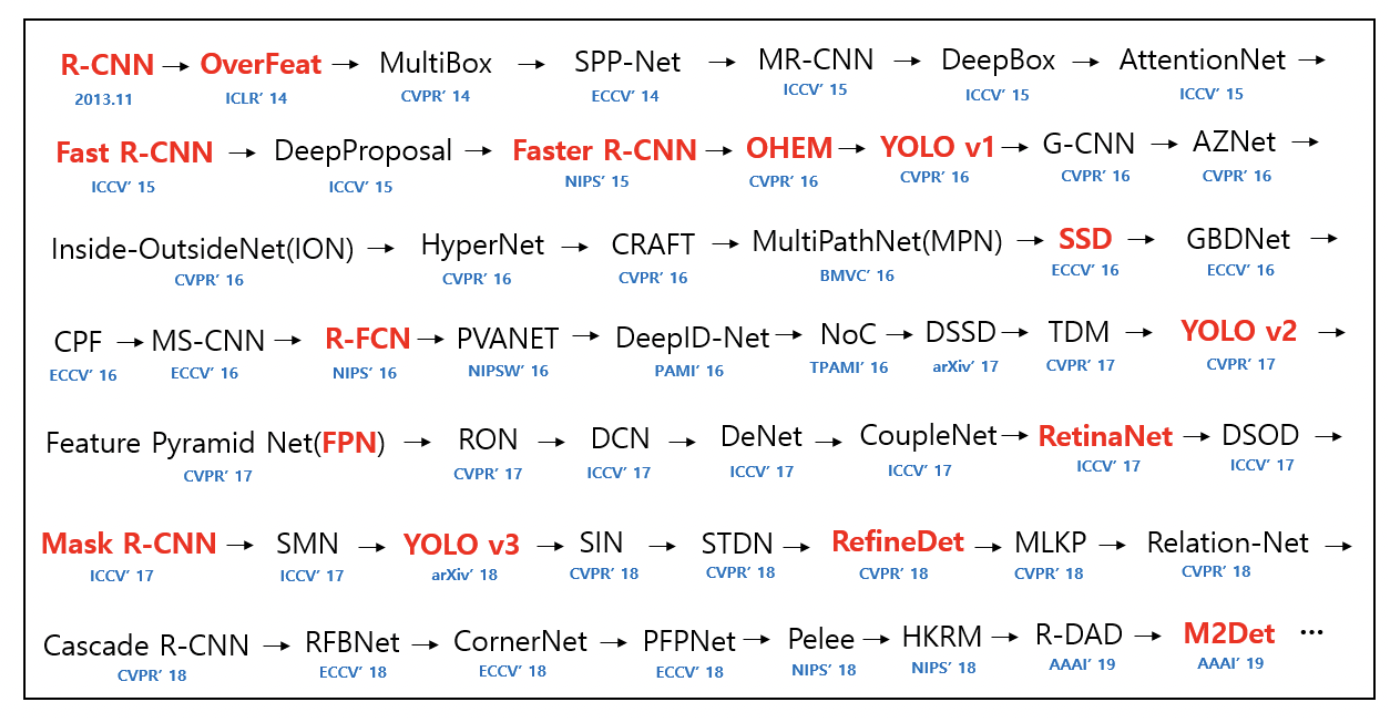 R-CNN → OverFeat → MultiBox → SPP-Net → MR-CNN → DeepBox → AttentionNet →
2013.11 ICLR' 14 CVPR' 14 ECCV' 14 ICCV' 15 ICCV' 15 ICCV' 15
Fast R-CNN → DeepProposal → Faster R-CNN → OHEM → YOLO v1 → G-CNN → AZNet →
ICCV' 15 ICCV' 15 NIPS' 15 CVPR' 16 CVPR' 16 CVPR' 16 CVPR' 16
Inside-OutsideNet(ION) → HyperNet → CRAFT → MultiPathNet(MPN) → SSD → GBDNet →
CVPR' 16 CVPR' 16 CVPR' 16 BMVC' 16 ECCV' 16 ECCV' 16
CPF → MS-CNN → R-FCN → PVANET → DeepID-Net → NoC → DSSD → TDM → YOLO v2 →
ECCV' 16 ECCV' 16 NIPS' 16 NIPSW' 16 PAMI' 16 TPAMI' 16 arXiv' 17 CVPR' 17 CVPR' 17
Feature Pyramid Net(FPN) → RON → DCN → DeNet → CoupleNet → RetinaNet → DSOD →
CVPR' 17 CVPR' 17 ICCV' 17 ICCV' 17 ICCV' 17 ICCV' 17 ICCV' 17
Mask R-CNN → SMN → YOLO v3 → SIN → STDN → RefineDet → MLKP → Relation-Net →
ICCV' 17 ICCV' 17 arXiv' 18 CVPR' 18 CVPR' 18 CVPR' 18 CVPR' 18 CVPR' 18
Cascade R-CNN → RFBNet → CornerNet → PFPNet → Pelee → HKRM → R-DAD → M2Det ···
CVPR' 18 ECCV' 18 ECCV' 18 ECCV' 18 NIPS' 18 NIPS' 18 AAAI' 19 AAAI' 19